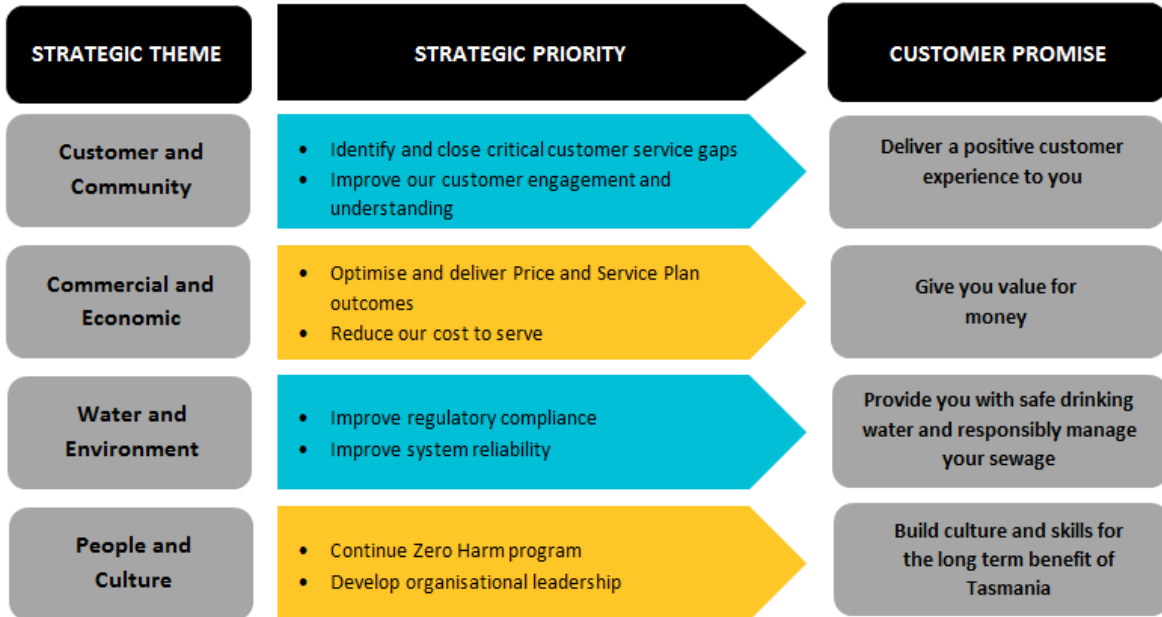 STRATEGIC THEME
STRATEGIC PRIORITY
CUSTOMER PROMISE
Customer and
Community
• Identify and close critical customer service gaps
• Improve our customer engagement and
understanding
Deliver a positive customer
experience to you
Commercial and
Economic
• Optimise and deliver Price and Service Plan
outcomes
• Reduce our cost to serve
Give you value for
money
Water and
Environment
• Improve regulatory compliance
• Improve system reliability
Provide you with safe drinking
water and responsibly manage
your sewage
People and
Culture
• Continue Zero Harm program
• Develop organisational leadership
Build culture and skills for
the long term benefit of
Tasmania